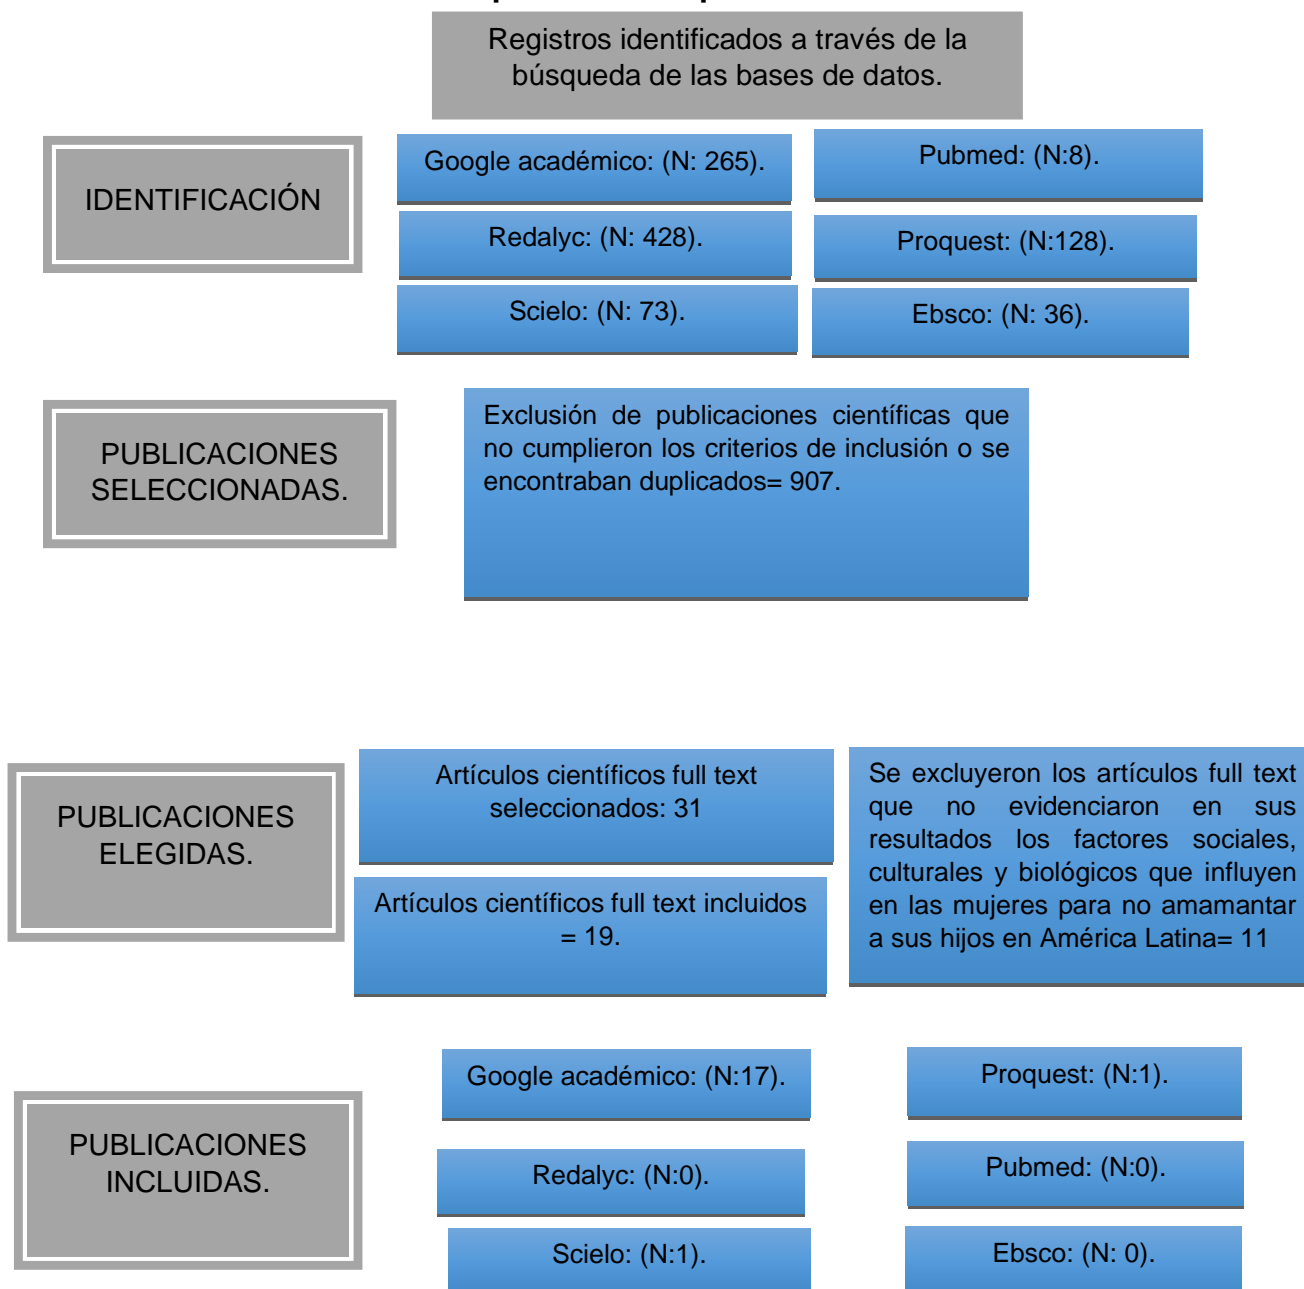 Registros identificados a través de la
búsqueda de las bases de datos.
IDENTIFICACIÓN
Google académico: (N: 265).
Pubmed: (N:8).
Redalyc: (N: 428).
Proquest: (N:128).
Scielo: (N: 73).
Ebsco: (N: 36).
PUBLICACIONES
SELECCIONADAS.
Exclusión de publicaciones científicas que
no cumplieron los criterios de inclusión o se
encontraban duplicados= 907.
PUBLICACIONES
ELEGIDAS.
Artículos científicos full text
seleccionados: 31
Artículos científicos full text incluidos
= 19.
Se excluyeron los artículos full text
que no evidenciaron en sus
resultados los factores sociales,
culturales y biológicos que influyen
en las mujeres para no amamantar
a sus hijos en América Latina= 11
PUBLICACIONES
INCLUIDAS.
Google académico: (N:17).
Proquest: (N:1).
Redalyc: (N:0).
Pubmed: (N:0).
Scielo: (N:1).
Ebsco: (N: 0).